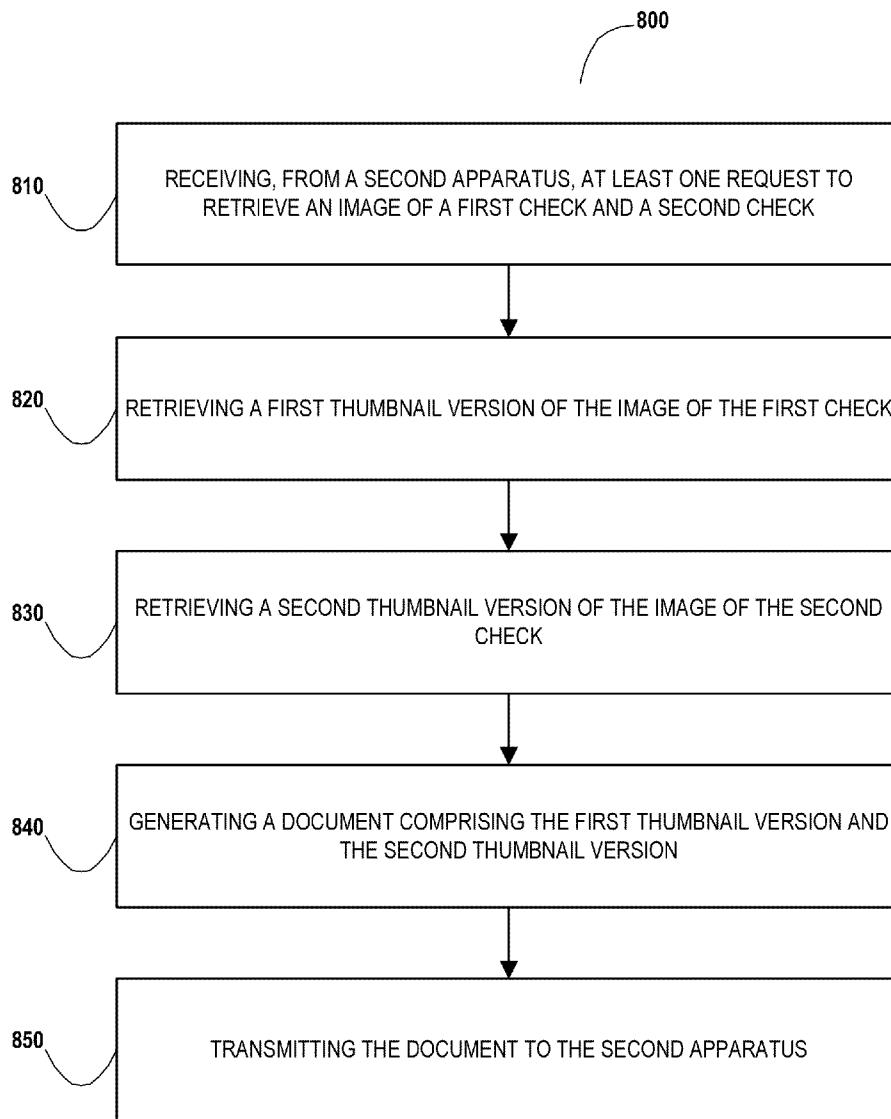 800
810
RECEIVING, FROM A SECOND APPARATUS, AT LEAST ONE REQUEST TO
RETRIEVE AN IMAGE OF A FIRST CHECK AND A SECOND CHECK
820
RETRIEVING A FIRST THUMBNAIL VERSION OF THE IMAGE OF THE FIRST CHECK
830
RETRIEVING A SECOND THUMBNAIL VERSION OF THE IMAGE OF THE SECOND
CHECK
840
GENERATING A DOCUMENT COMPRISING THE FIRST THUMBNAIL VERSION AND
THE SECOND THUMBNAIL VERSION
850
TRANSMITTING THE DOCUMENT TO THE SECOND APPARATUS